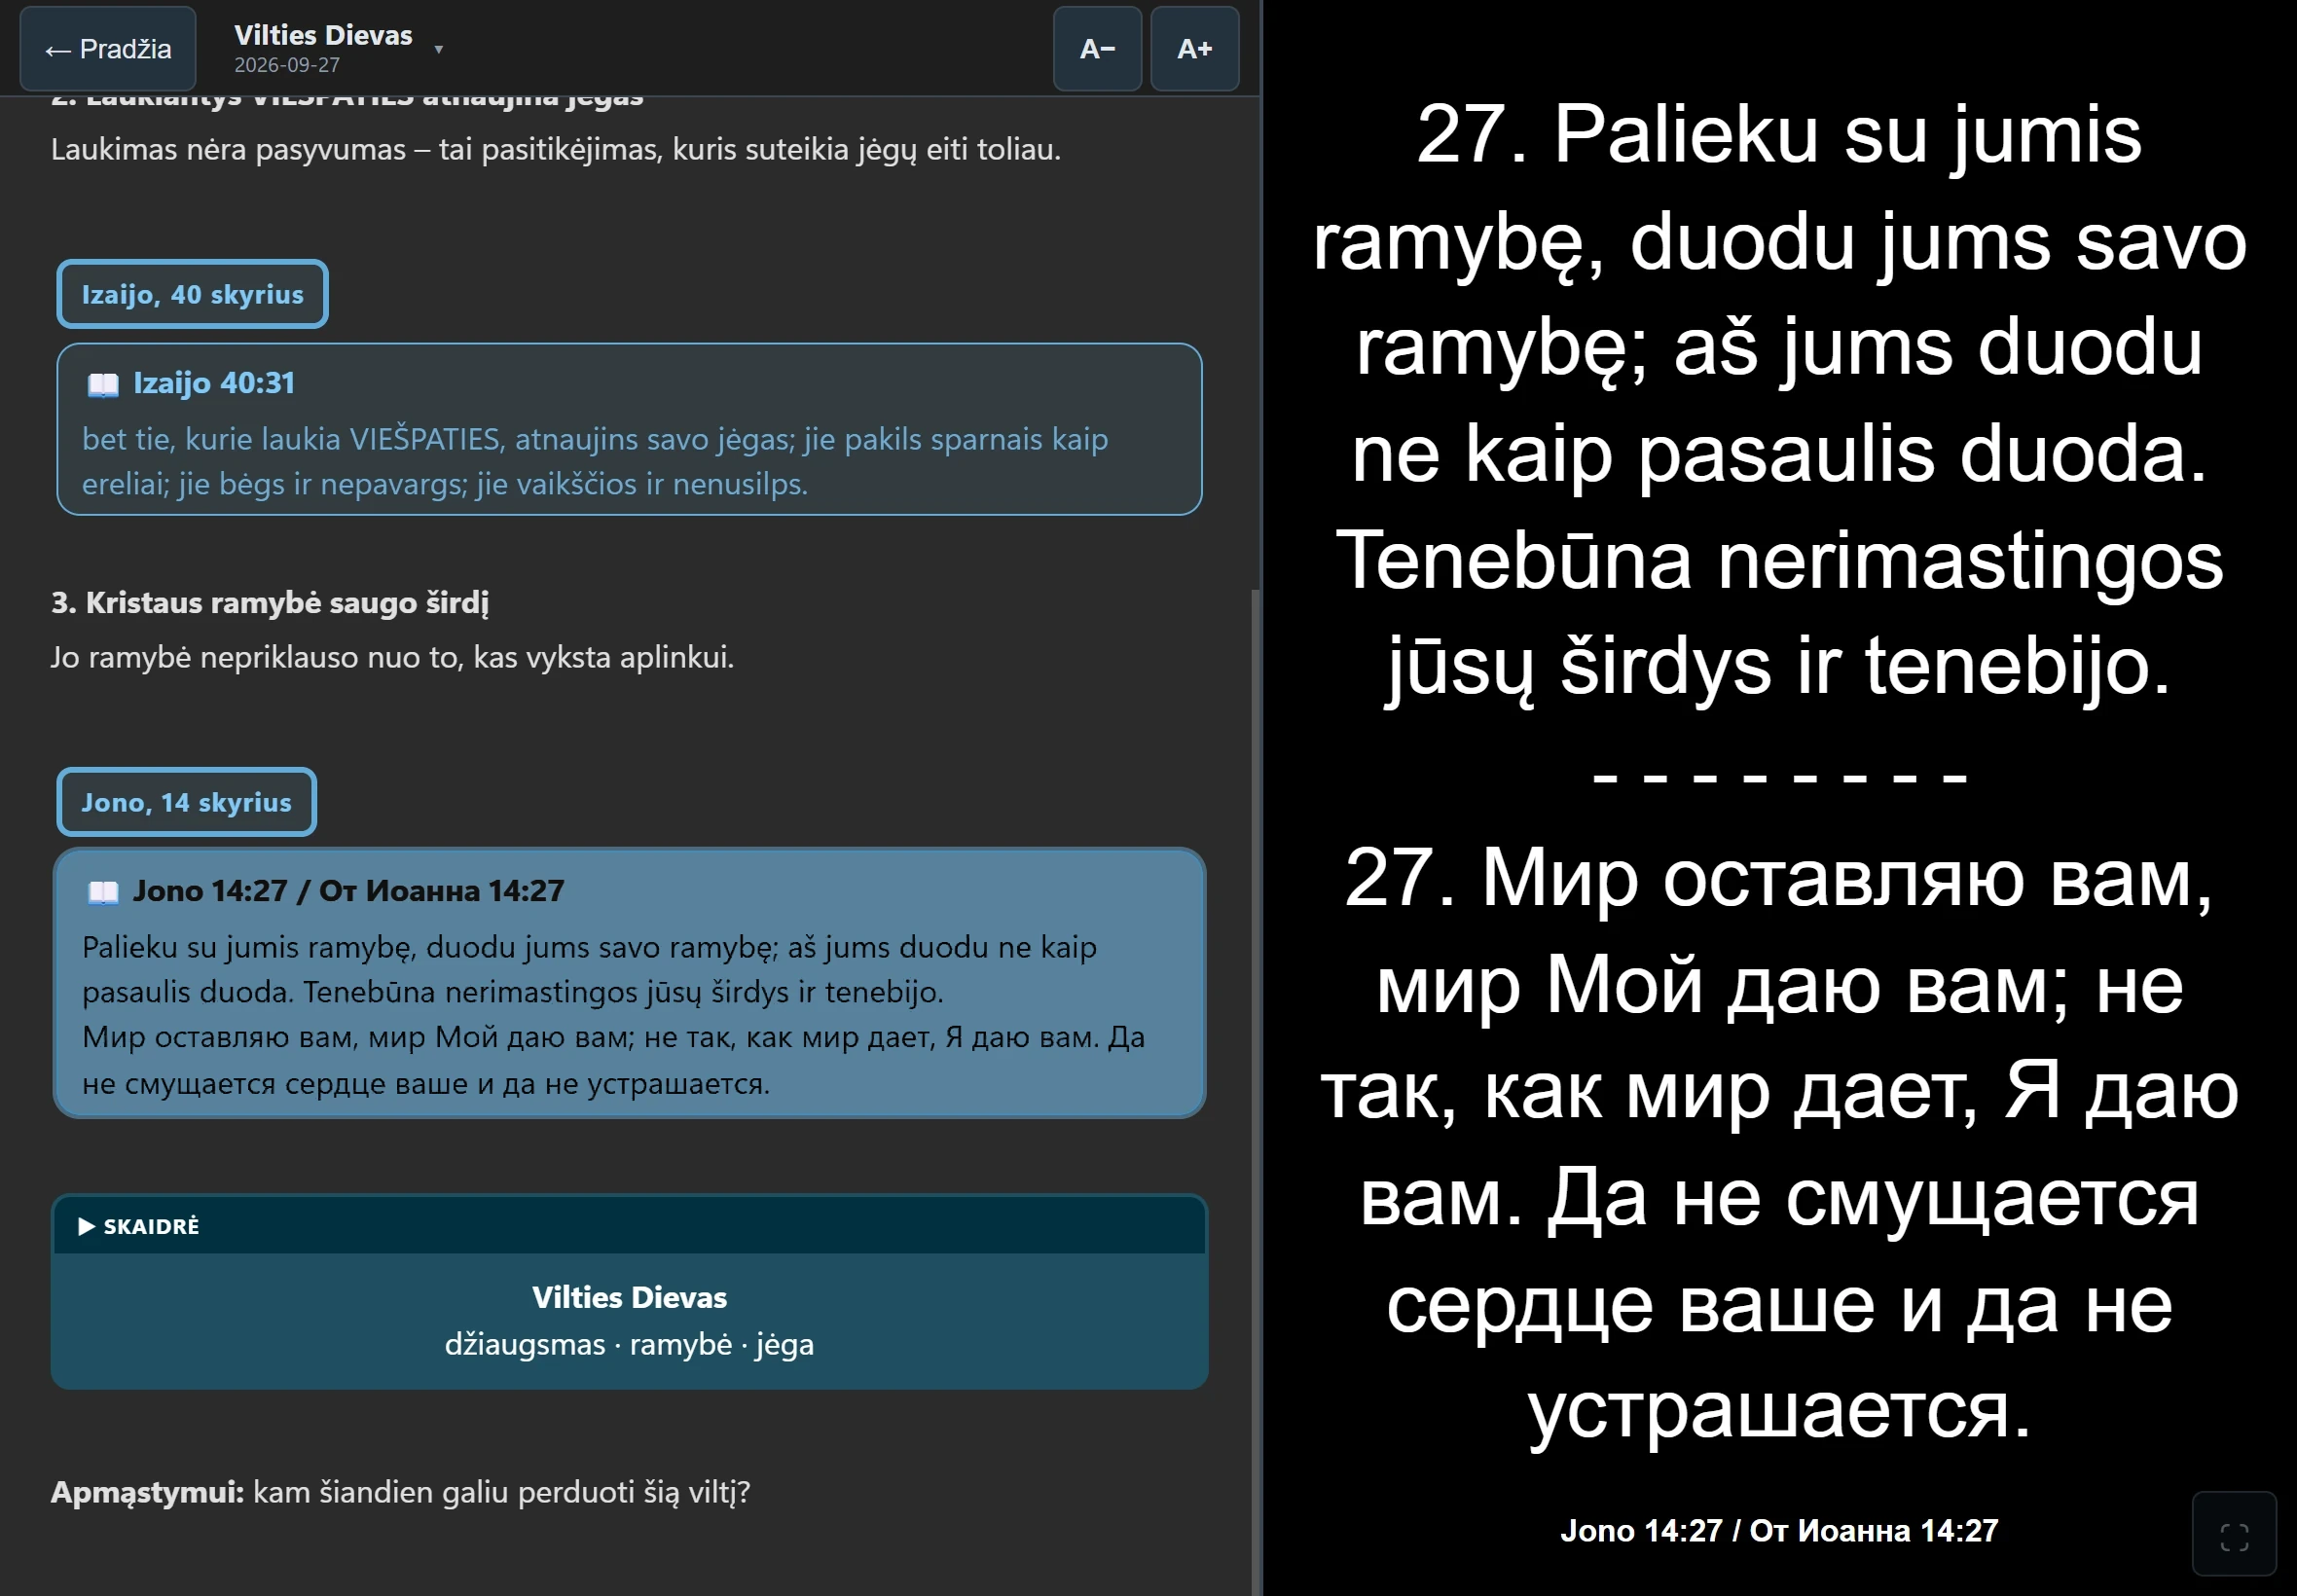 ← Pradžia
Vilties Dievas
2026-09-27
A−
A+
2. Laukiantys VIEŠPATIES atnaujina jėgas
Laukimas nėra pasyvumas – tai pasitikėjimas, kuris suteikia jėgų eiti toliau.
Izaijo, 40 skyrius
Izaijo 40:31
bet tie, kurie laukia VIEŠPATIES, atnaujins savo jėgas; jie pakils sparnais kaip
ereliai; jie bėgs ir nepavargs; jie vaikščios ir nenusilps.
3. Kristaus ramybė saugo širdį
Jo ramybė nepriklauso nuo to, kas vyksta aplinkui.
Jono, 14 skyrius
Jono 14:27 / От Иоанна 14:27
Palieku su jumis ramybę, duodu jums savo ramybę; aš jums duodu ne kaip
pasaulis duoda. Tenebūna nerimastingos jūsų širdys ir tenebijo.
Мир оставляю вам, мир Мой даю вам; не так, как мир дает, Я даю вам. Да
не смущается сердце ваше и да не устрашается.
▶ SKAIDRĖ
Vilties Dievas
džiaugsmas · ramybė · jėga
Apmąstymui: kam šiandien galiu perduoti šią viltį?
27. Palieku su jumis
ramybę, duodu jums savo
ramybę; aš jums duodu
ne kaip pasaulis duoda.
Tenebūna nerimastingos
jūsų širdys ir tenebijo.
- - - - - - - -
27. Мир оставляю вам,
мир Мой даю вам; не
так, как мир дает, Я даю
вам. Да не смущается
сердце ваше и да не
устрашается.
Jono 14:27 / От Иоанна 14:27